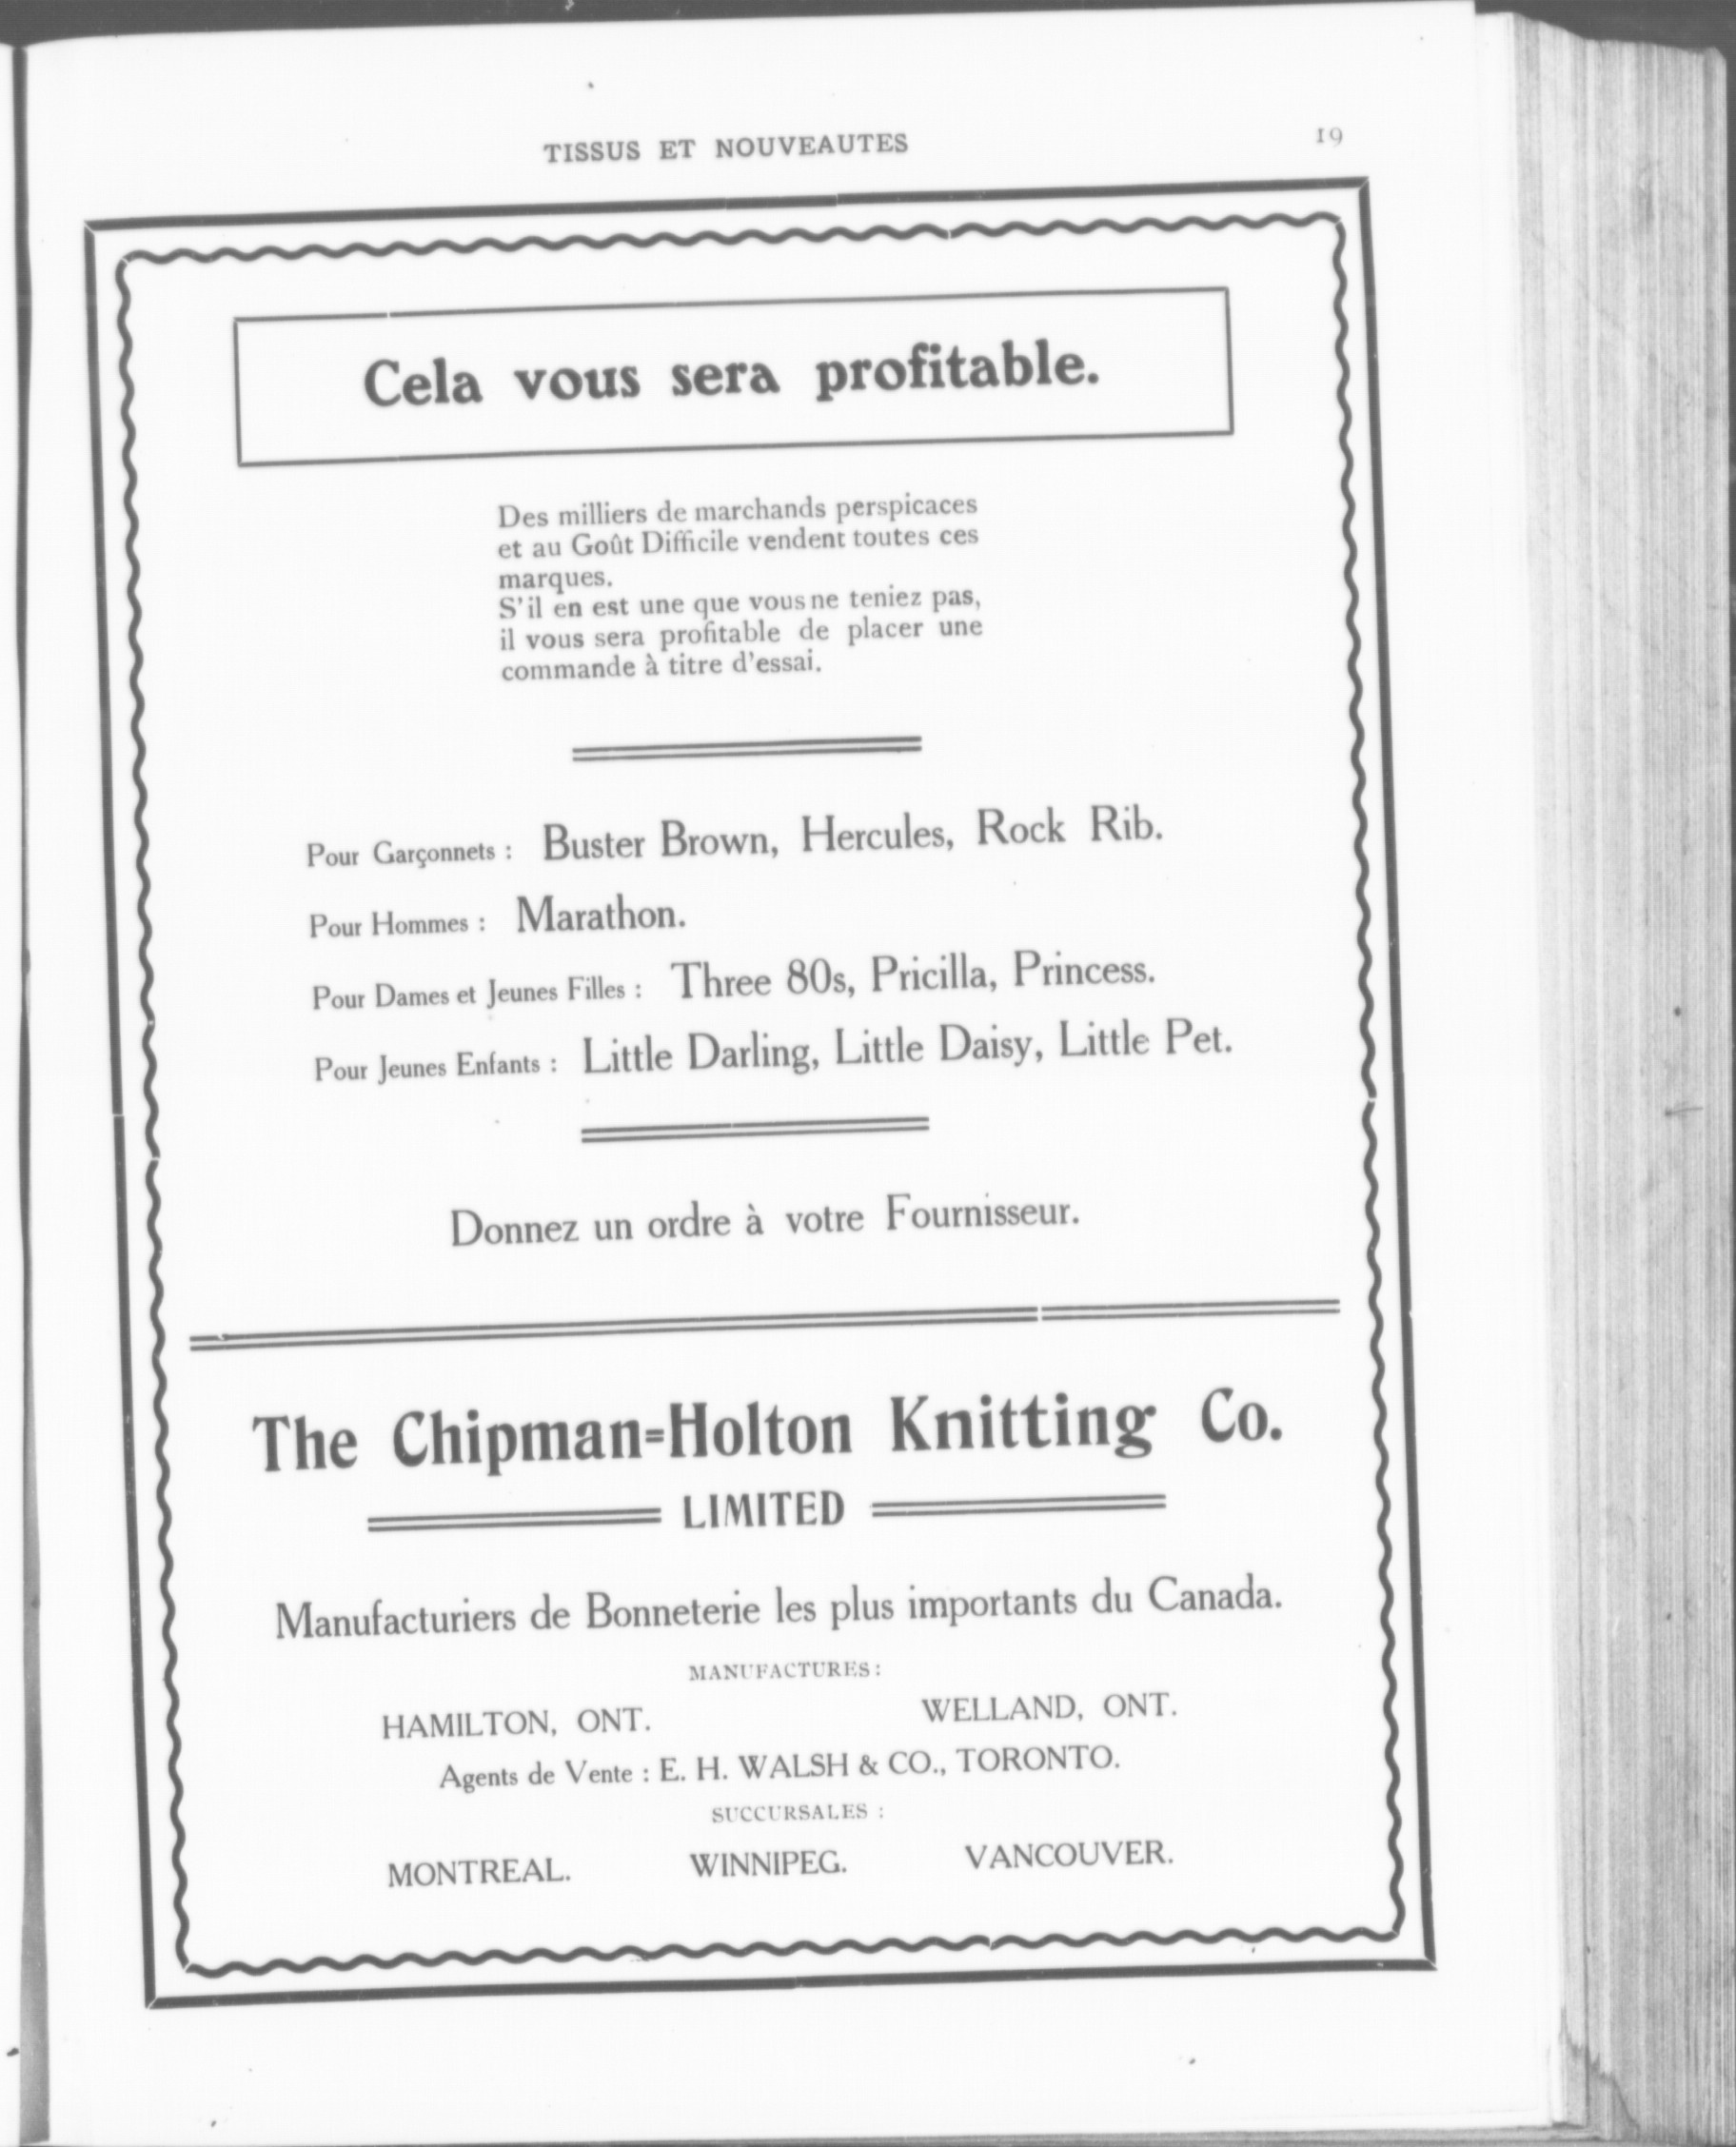 TISSUS ET NOUVEAUTES 19
Cela vous sera profitable.
Des milliers de marchands perspicaces
et au Goût Difficile vendent toutes ces
marques.
S'il en est une que vous ne teniez pas,
il vous sera profitable de placer une
commande à titre d'essai.
Pour Garçonnets : Buster Brown, Hercules, Rock Rib.
Pour Hommes : Marathon.
Pour Dames et Jeunes Filles : Three 80s, Pricilla, Princess.
Pour Jeunes Enfants : Little Darling, Little Daisy, Little Pet.
Donnez un ordre à votre Fournisseur.
The Chipman=Holton Knitting Co.
LIMITED
Manufacturiers de Bonneterie les plus importants du Canada.
MANUFACTURES:
HAMILTON, ONT. WELLAND, ONT.
Agents de Vente : E. H. WALSH & CO., TORONTO.
SUCCURSALES :
MONTREAL. WINNIPEG. VANCOUVER.